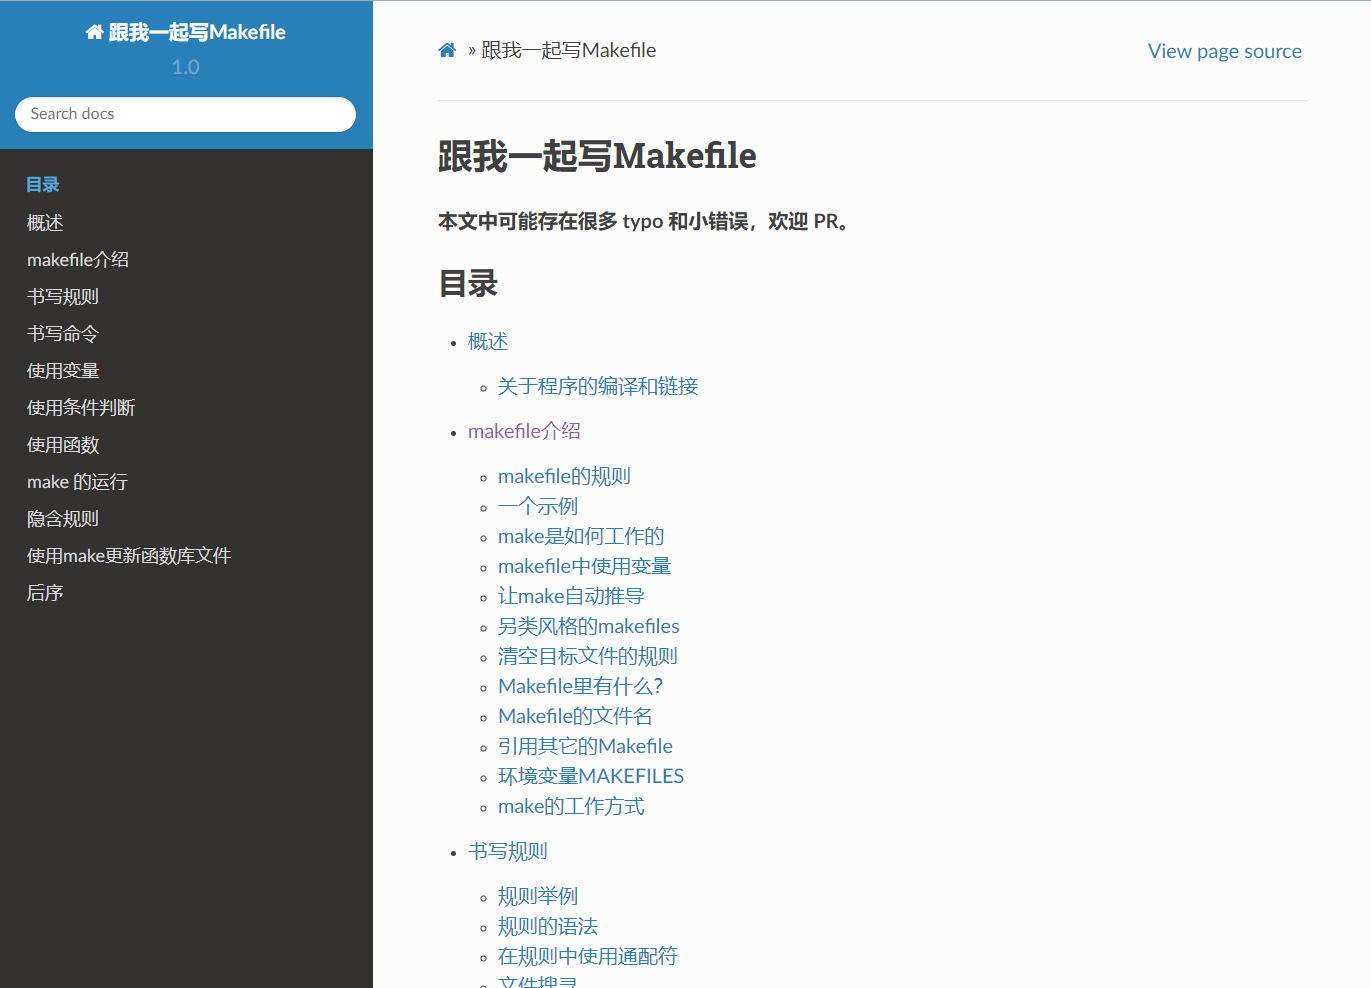 跟我一起写Makefile
1.0
Search docs
目录
概述
makefile介绍
书写规则
书写命令
使用变量
使用条件判断
使用函数
make 的运行
隐含规则
使用make更新函数库文件
后序
» 跟我一起写Makefile
View page source
跟我一起写Makefile
本文中可能存在很多 typo 和小错误，欢迎 PR。
目录
概述
关于程序的编译和链接
makefile介绍
makefile的规则
一个示例
make是如何工作的
makefile中使用变量
让make自动推导
另类风格的makefiles
清空目标文件的规则
Makefile里有什么？
Makefile的文件名
引用其它的Makefile
环境变量MAKEFILES
make的工作方式
书写规则
规则举例
规则的语法
在规则中使用通配符
文件搜寻